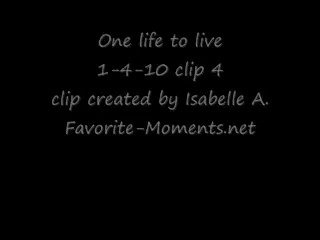 One life to live
1-4-10 clip 4
clip created by Isabelle A.
Favorite-Moments.net